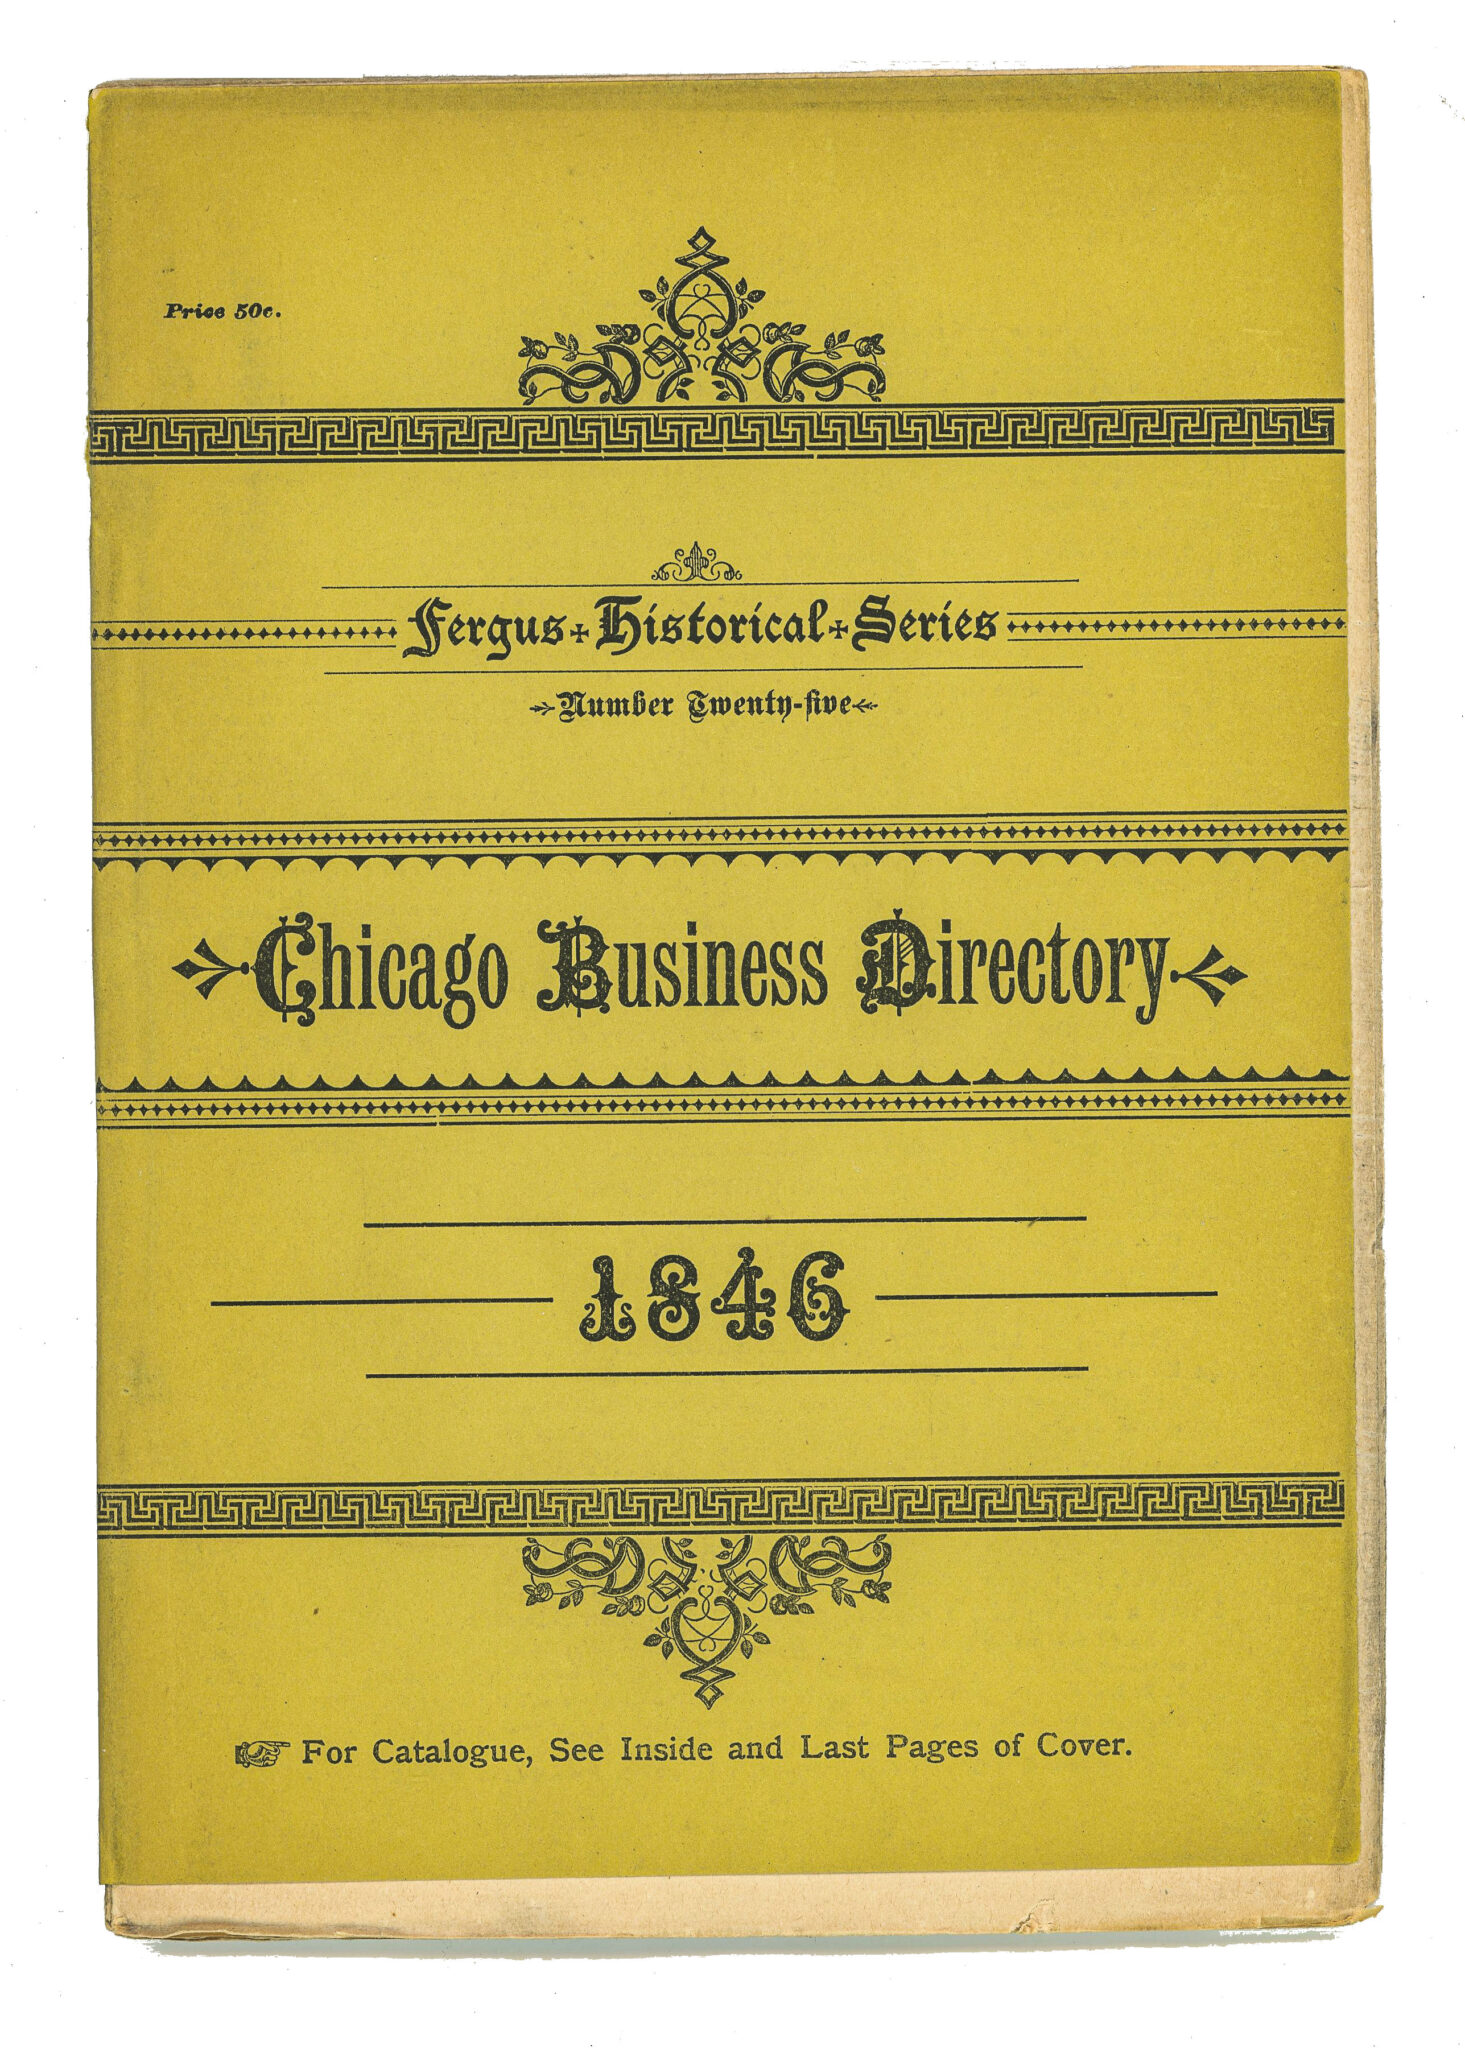 Price 50c.
Fergus Historical Series
Number Twenty-five
Chicago Business Directory
1846
For Catalogue, See Inside and Last Pages of Cover.